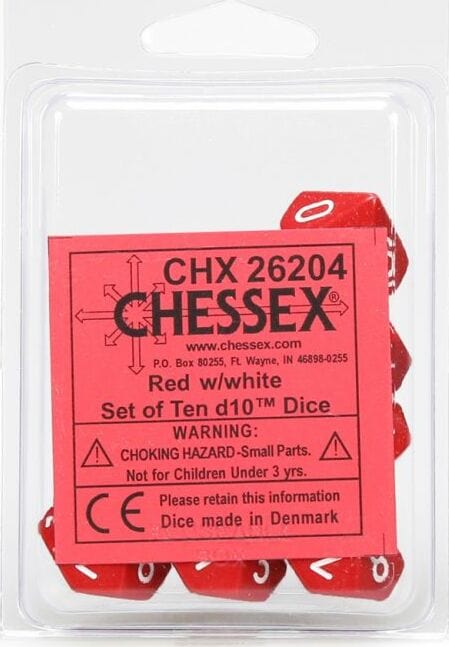 0
CHX 26204
CHESSEX®
www.chessex.com
P.O. Box 80255, Ft. Wayne, IN 46898-0255
Red w/white
Set of Ten d10™ Dice
WARNING:
CHOKING HAZARD-Small Parts.
Not for Children Under 3 yrs.
CE
Please retain this information
Dice made in Denmark
8